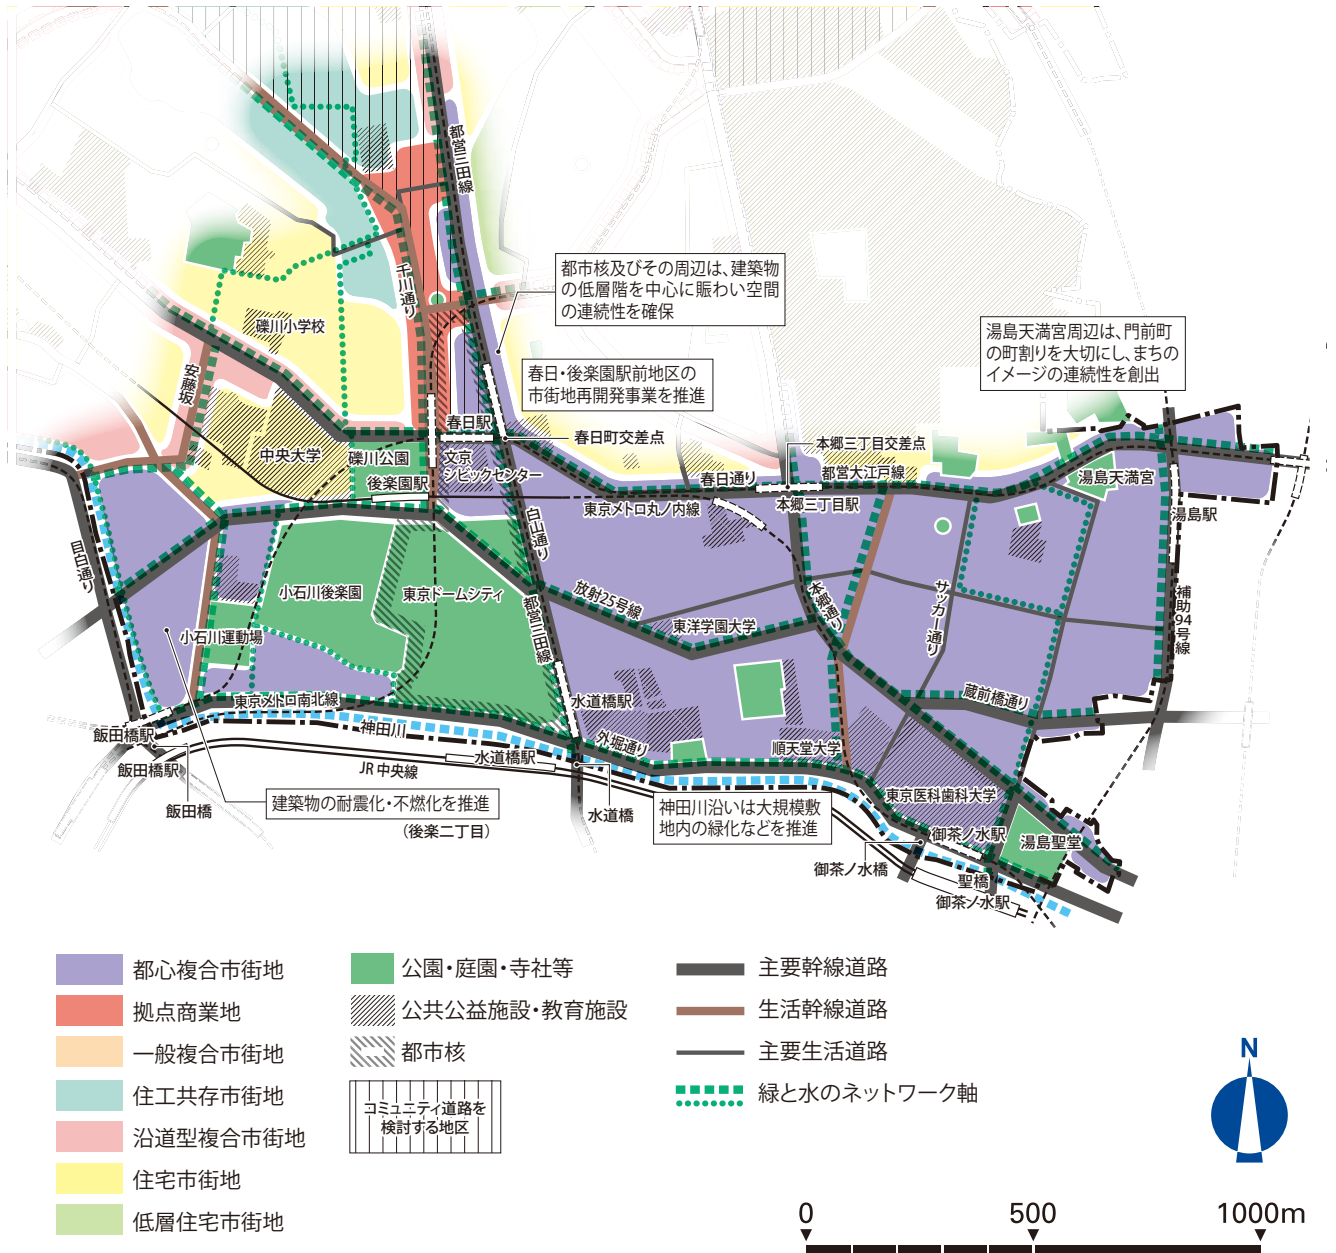 都営三田線
都市核及びその周辺は、建築物
の低層階を中心に賑わい空間
の連続性を確保
千川通り
礫川小学校
湯島天満宮周辺は、門前町
の町割りを大切にし、まちの
イメージの連続性を創出
安藤坂
春日・後楽園駅前地区の
市街地再開発事業を推進
春日駅
春日町交差点
本郷三丁目交差点
中央大学
礫川公園
文京
シビックセンター
後楽園駅
春日通り
都営大江戸線
湯島天満宮
東京メトロ丸ノ内線
本郷三丁目駅
湯島駅
白山通り
目白通り
小石川後楽園
東京ドームシティ
放射25号線
本郷通り
サッカー通り
補助94号線
都営三田線
東洋学園大学
小石川運動場
東京メトロ南北線
水道橋駅
蔵前橋通り
飯田橋駅
神田川
外堀通り
順天堂大学
飯田橋駅
JR中央線
水道橋駅
飯田橋
建築物の耐震化・不燃化を推進
(後楽二丁目)
水道橋
神田川沿いは大規模敷
地内の緑化などを推進
東京医科歯科大学
御茶ノ水駅
湯島聖堂
御茶ノ水橋
聖橋
御茶ノ水駅
都心複合市街地
拠点商業地
一般複合市街地
住工共存市街地
沿道型複合市街地
住宅市街地
低層住宅市街地
公園・庭園・寺社等
公共公益施設・教育施設
都市核
コミュニティ道路を
検討する地区
主要幹線道路
生活幹線道路
主要生活道路
緑と水のネットワーク軸
N
0 500 1000m